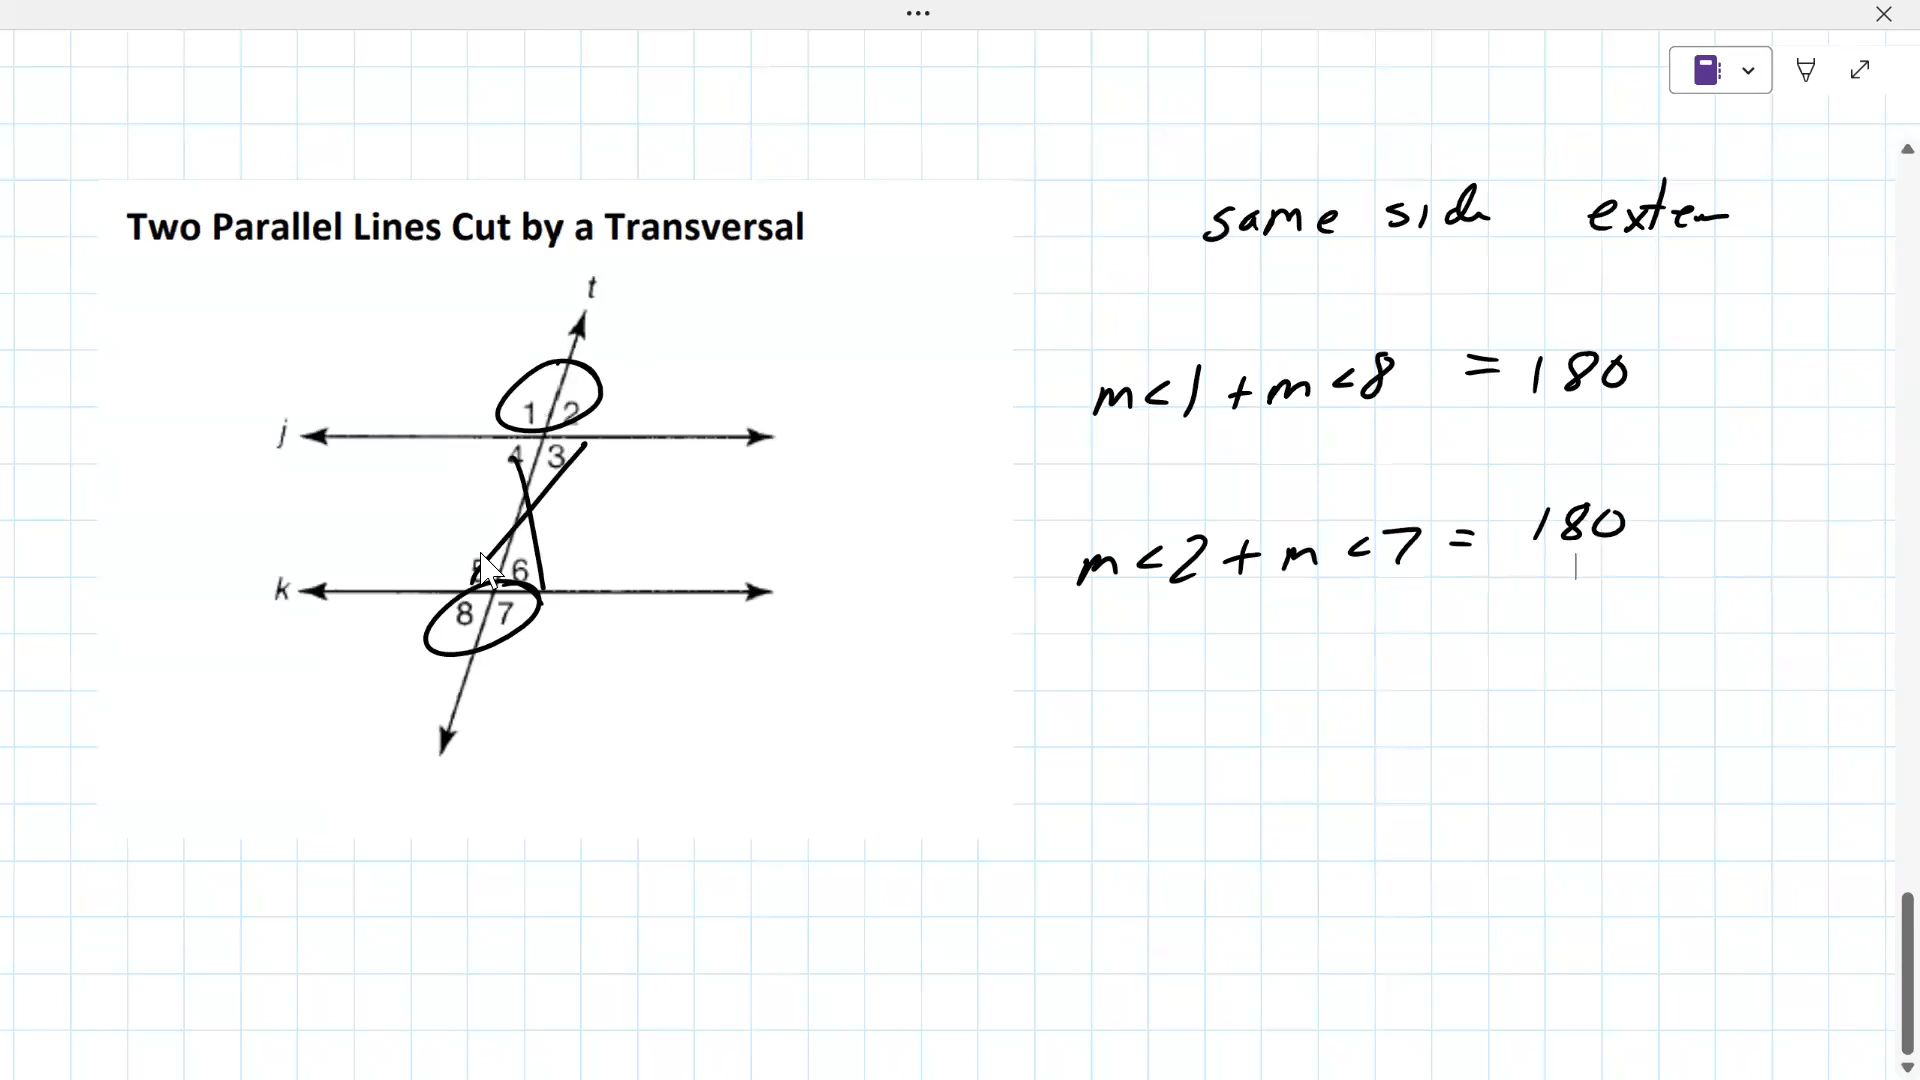 Two Parallel Lines Cut by a Transversal
t
1 2
j
4 3
6
k
8 7
same side exter
m<1 + m<8 = 180
m<2 + m<7 = 180